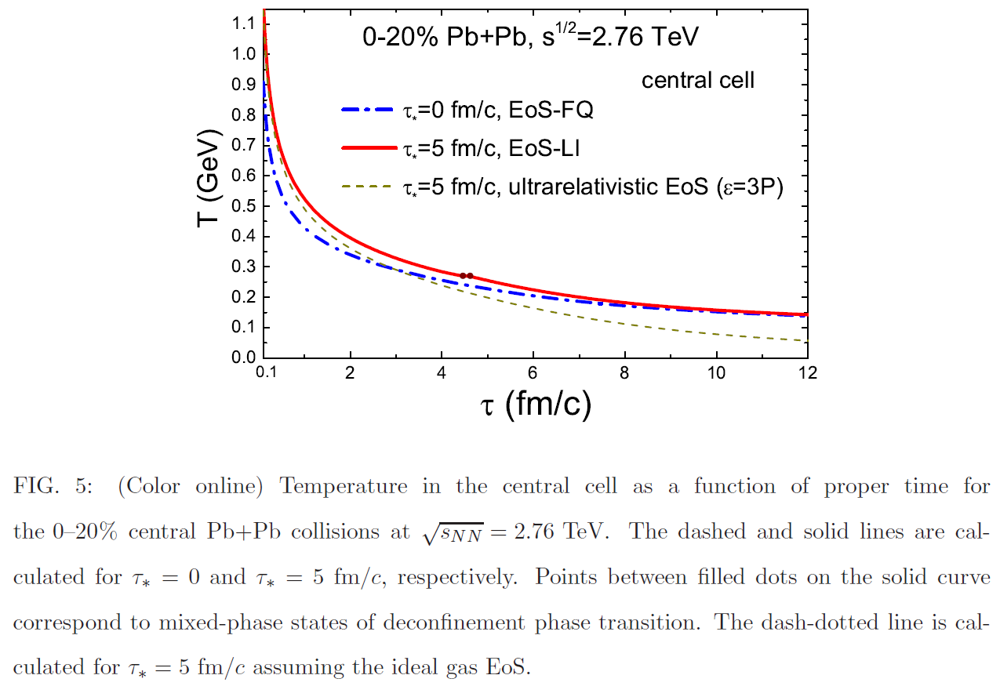 0-20% Pb+Pb, s^1/2=2.76 TeV
central cell
τ*=0 fm/c, EoS-FQ
τ*=5 fm/c, EoS-LI
τ*=5 fm/c, ultrarelativistic EoS (ε=3P)
T (GeV)
1.1
1.0
0.9
0.8
0.7
0.6
0.5
0.4
0.3
0.2
0.1
0.0
0.1 2 4 6 8 10 12
τ (fm/c)
FIG. 5: (Color online) Temperature in the central cell as a function of proper time for
the 0–20% central Pb+Pb collisions at √sNN = 2.76 TeV. The dashed and solid lines are cal-
culated for τ∗ = 0 and τ∗ = 5 fm/c, respectively. Points between filled dots on the solid curve
correspond to mixed-phase states of deconfinement phase transition. The dash-dotted line is cal-
culated for τ∗ = 5 fm/c assuming the ideal gas EoS.